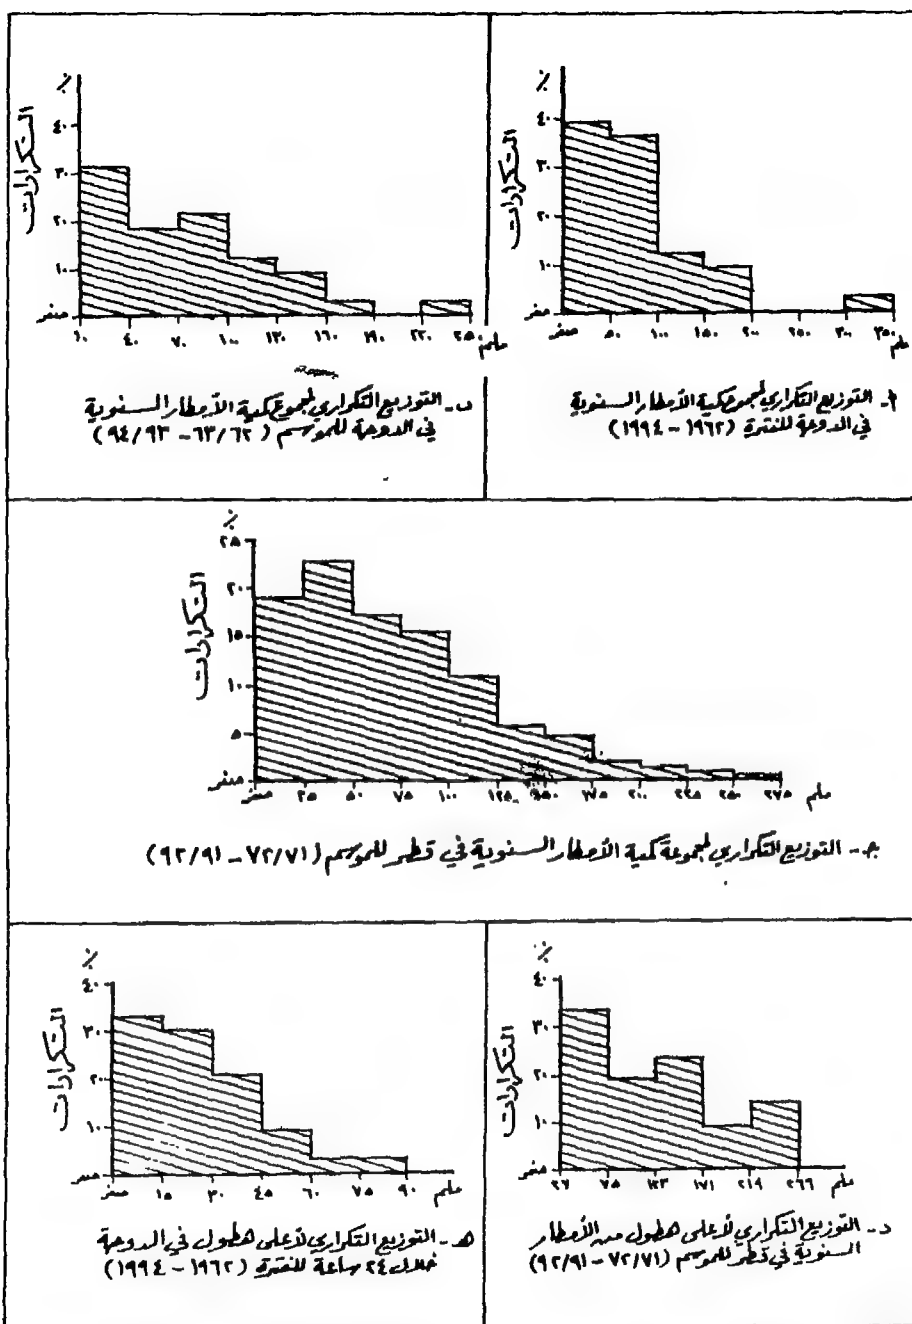 ٪
التكرارات
٤٠
٣٠
٢٠
١٠
صفر
صفر ٥٠ ١٠٠ ١٥٠ ٢٠٠ ٢٥٠ ٣٠٠ ٣٥٠ ملم
أ- التوزيع التكراري لمجموع كمية الأمطار السنوية
في الدوحة للفترة (١٩٦٢ - ١٩٩٤)
٪
التكرارات
٤٠
٣٠
٢٠
١٠
صفر
١٠ ٤٠ ٧٠ ١٠٠ ١٣٠ ١٦٠ ١٩٠ ٢٢٠ ٢٥٠ ملم
ب- التوزيع التكراري لمجموع كمية الأمطار السنوية
في الدوحة للموسم (٦٣/٦٢ - ٩٤/٩٣)
٪
التكرارات
٢٥
٢٠
١٥
١٠
٥
صفر
صفر ٢٥ ٥٠ ٧٥ ١٠٠ ١٢٥ ١٥٠ ١٧٥ ٢٠٠ ٢٢٥ ٢٥٠ ٢٧٥ ملم
جـ- التوزيع التكراري لمجموعة كمية الأمطار السنوية في قطر للموسم (٧٢/٧١ - ٩٢/٩١)
٪
التكرارات
٤٠
٣٠
٢٠
١٠
صفر
٢٧ ٧٥ ١٢٣ ١٧١ ٢١٩ ٢٦٦ ملم
د- التوزيع التكراري لأعلى هطول من الأمطار
السنوية في قطر للموسم (٧٢/٧١ - ٩٢/٩١)
٪
التكرارات
٤٠
٣٠
٢٠
١٠
صفر
صفر ١٥ ٣٠ ٤٥ ٦٠ ٧٥ ٩٠ ملم
هـ- التوزيع التكراري لأعلى هطول في الدوحة
خلال ٢٤ ساعة للفترة (١٩٦٢ - ١٩٩٤)